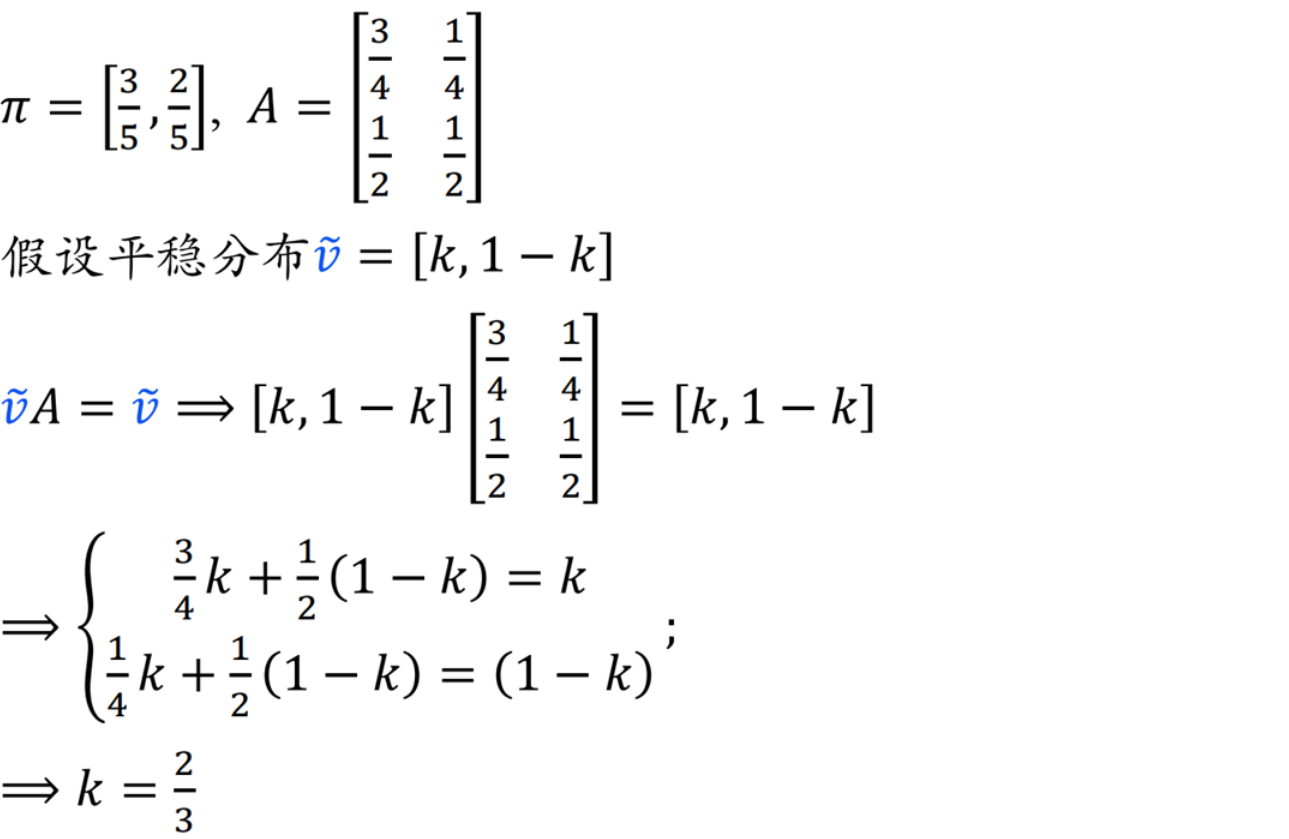 π = [3/5, 2/5], A = [3/4 1/4; 1/2 1/2]
假设平稳分布ṽ = [k, 1 − k]
ṽA = ṽ ⟹ [k, 1 − k] [3/4 1/4; 1/2 1/2] = [k, 1 − k]
⟹ { 3/4 k + 1/2 (1 − k) = k
1/4 k + 1/2 (1 − k) = (1 − k) ;
⟹ k = 2/3